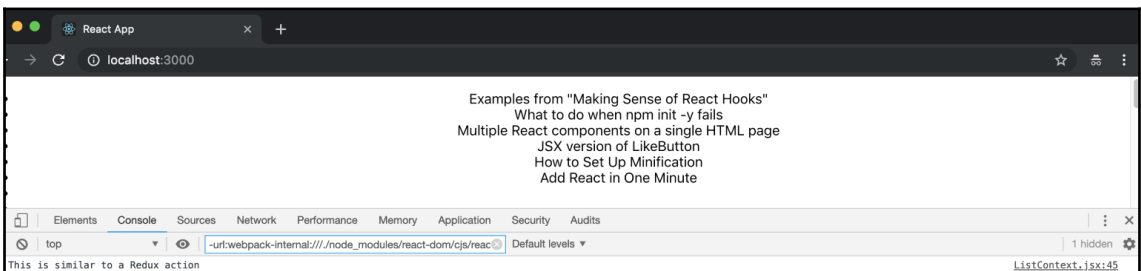 React App
localhost:3000
Examples from "Making Sense of React Hooks"
What to do when npm init -y fails
Multiple React components on a single HTML page
JSX version of LikeButton
How to Set Up Minification
Add React in One Minute
Elements Console Sources Network Performance Memory Application Security Audits
top -url:webpack-internal:///./node_modules/react-dom/cjs/reac Default levels 1 hidden
This is similar to a Redux action ListContext.jsx:45